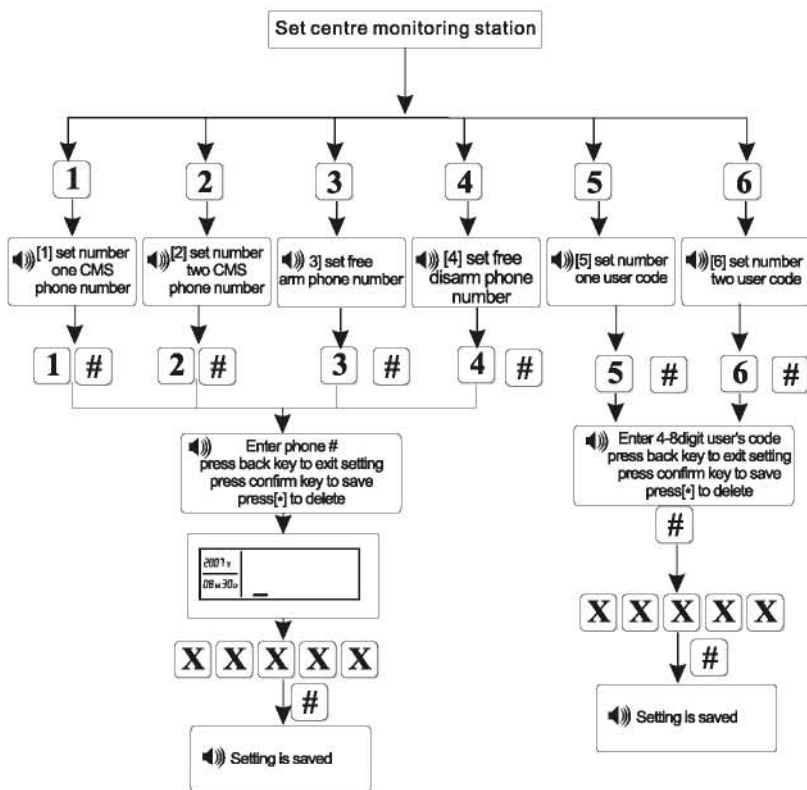 Set centre monitoring station
1
2
3
4
5
6
[1] set number
one CMS
phone number
[2] set number
two CMS
phone number
3] set free
arm phone number
[4] set free
disarm phone
number
[5] set number
one user code
[6] set number
two user code
1 #
2 #
3 #
4 #
5 #
6 #
Enter phone #
press back key to exit setting
press confirm key to save
press[*] to delete
Enter 4-8digit user's code
press back key to exit setting
press confirm key to save
press[*] to delete
#
2007 Y
08 M 30 D
X X X X X
#
Setting is saved
X X X X X
#
Setting is saved